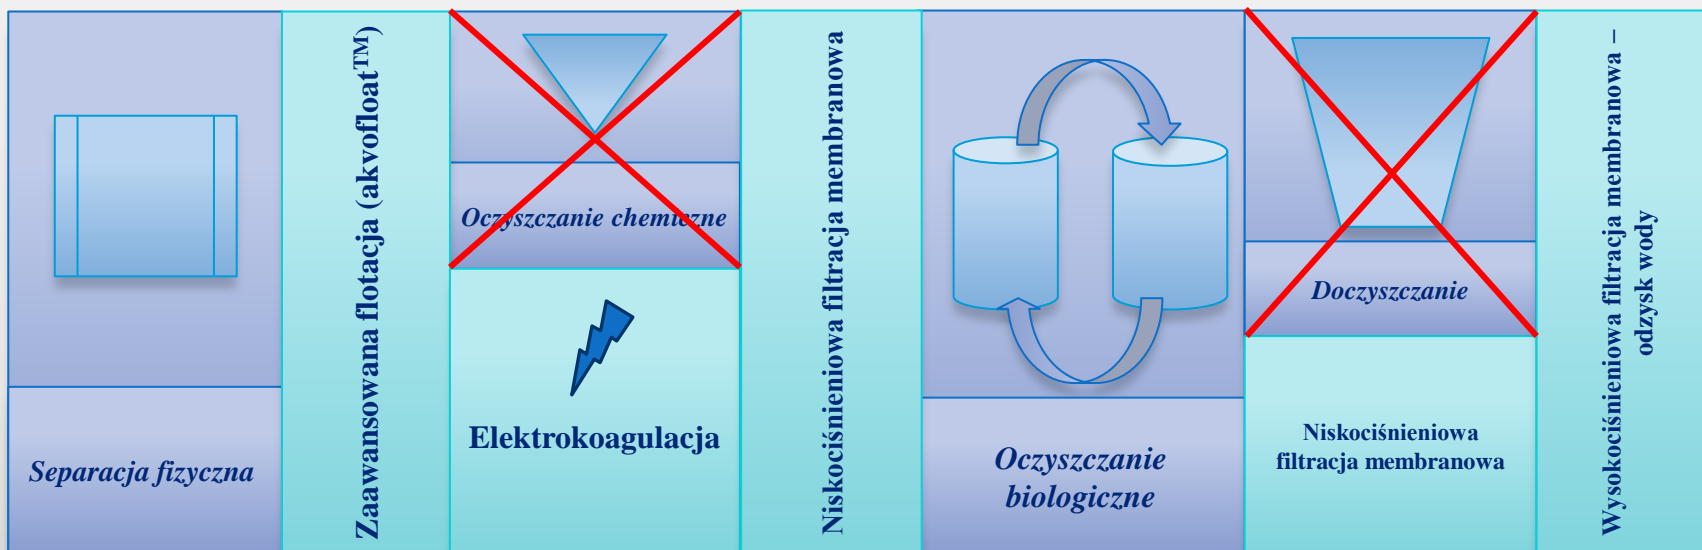 Separacja fizyczna
Zaawansowana flotacja (akvofloat™)
Oczyszczanie chemiczne
Elektrokoagulacja
Niskociśnieniowa filtracja membranowa
Oczyszczanie
biologiczne
Doczyszczanie
Niskociśnieniowa
filtracja membranowa
Wysokociśnieniowa filtracja membranowa –
odzysk wody